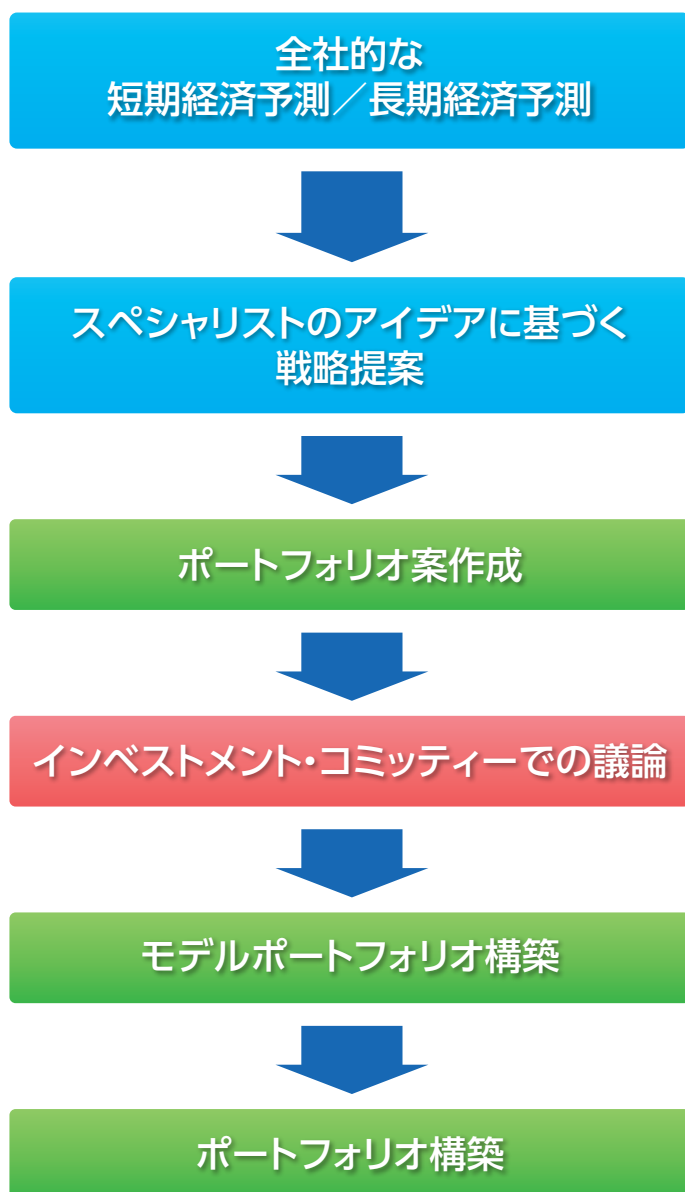 全社的な
短期経済予測／長期経済予測
スペシャリストのアイデアに基づく
戦略提案
ポートフォリオ案作成
インベストメント・コミッティーでの議論
モデルポートフォリオ構築
ポートフォリオ構築